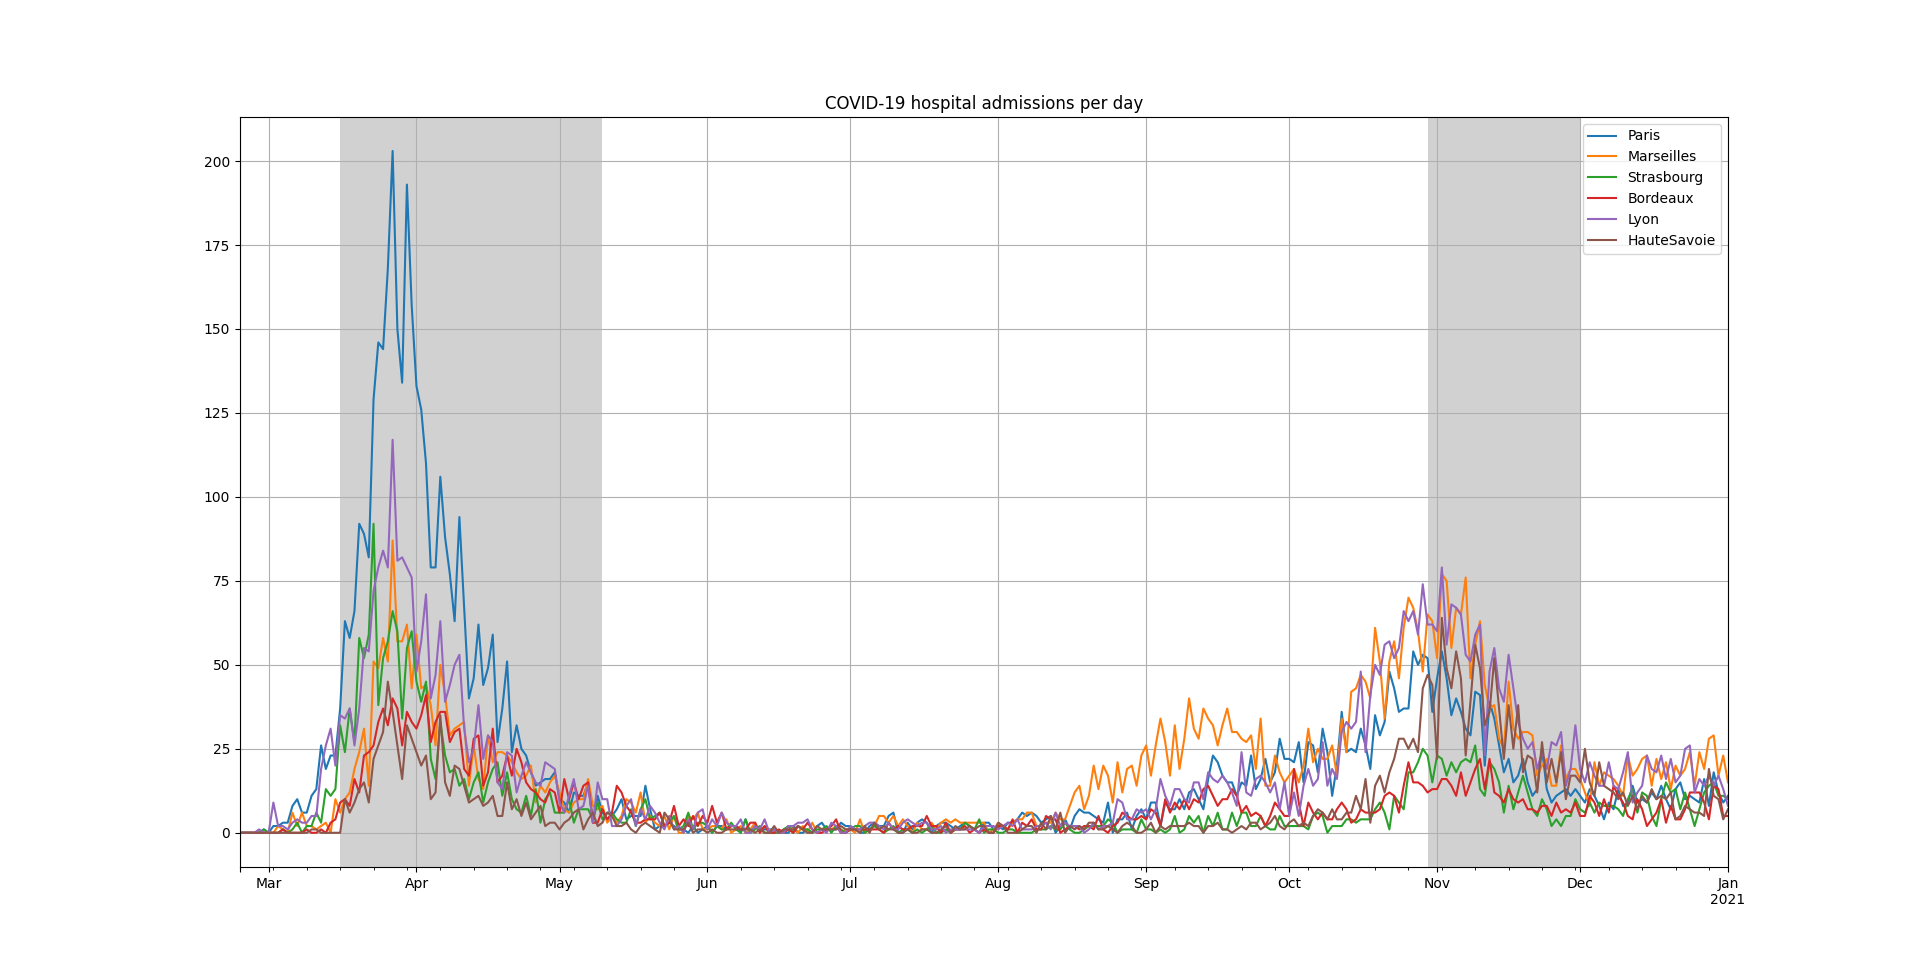 COVID-19 hospital admissions per day
200
175
150
125
100
75
50
25
0
Paris
Marseilles
Strasbourg
Bordeaux
Lyon
HauteSavoie
Mar Apr May Jun Jul Aug Sep Oct Nov Dec Jan
2021